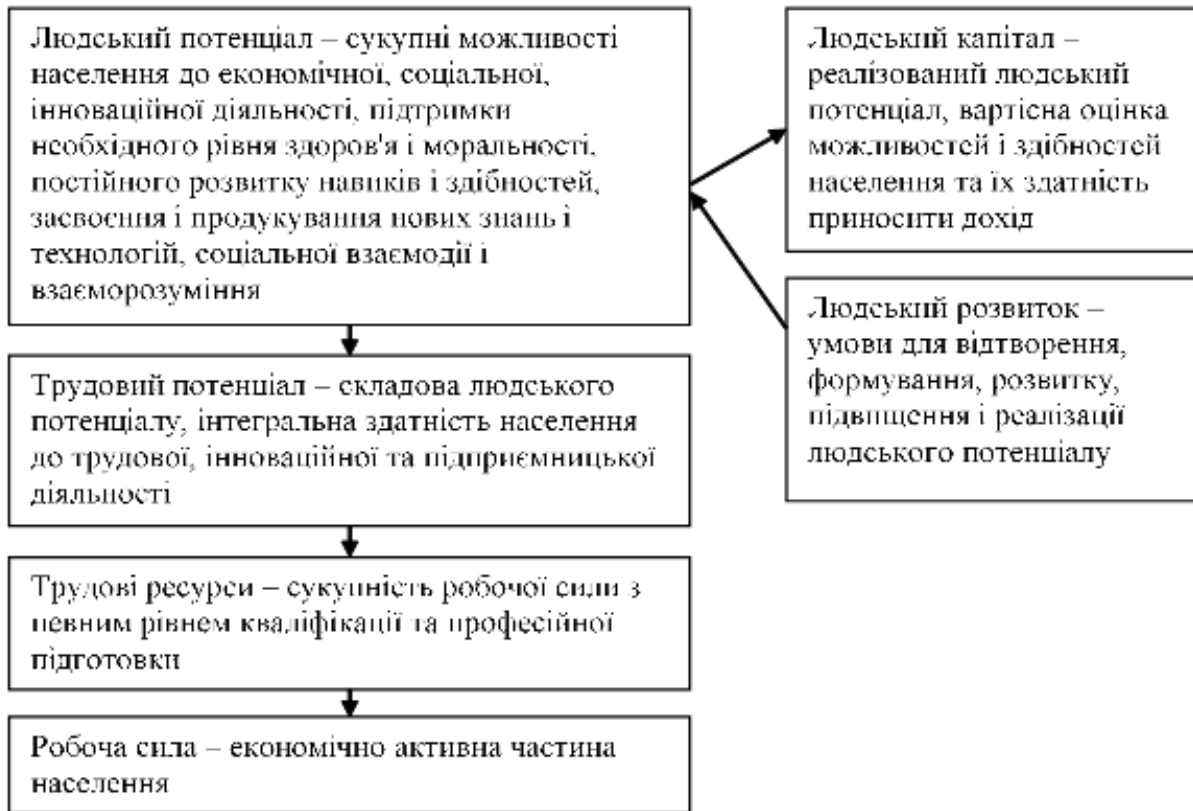 Людський потенціал – сукупні можливості
населення до економічної, соціальної,
інноваційної діяльності, підтримки
необхідного рівня здоров'я і моральності,
постійного розвитку навиків і здібностей,
засвоєння і продукування нових знань і
технологій, соціальної взаємодії і
взаєморозуміння
Трудовий потенціал – складова людського
потенціалу, інтегральна здатність населення
до трудової, інноваційної та підприємницької
діяльності
Трудові ресурси – сукупність робочої сили з
певним рівнем кваліфікації та професійної
підготовки
Робоча сила – економічно активна частина
населення
Людський капітал –
реалізований людський
потенціал, вартісна оцінка
можливостей і здібностей
населення та їх здатність
приносити дохід
Людський розвиток –
умови для відтворення,
формування, розвитку,
підвищення і реалізації
людського потенціалу